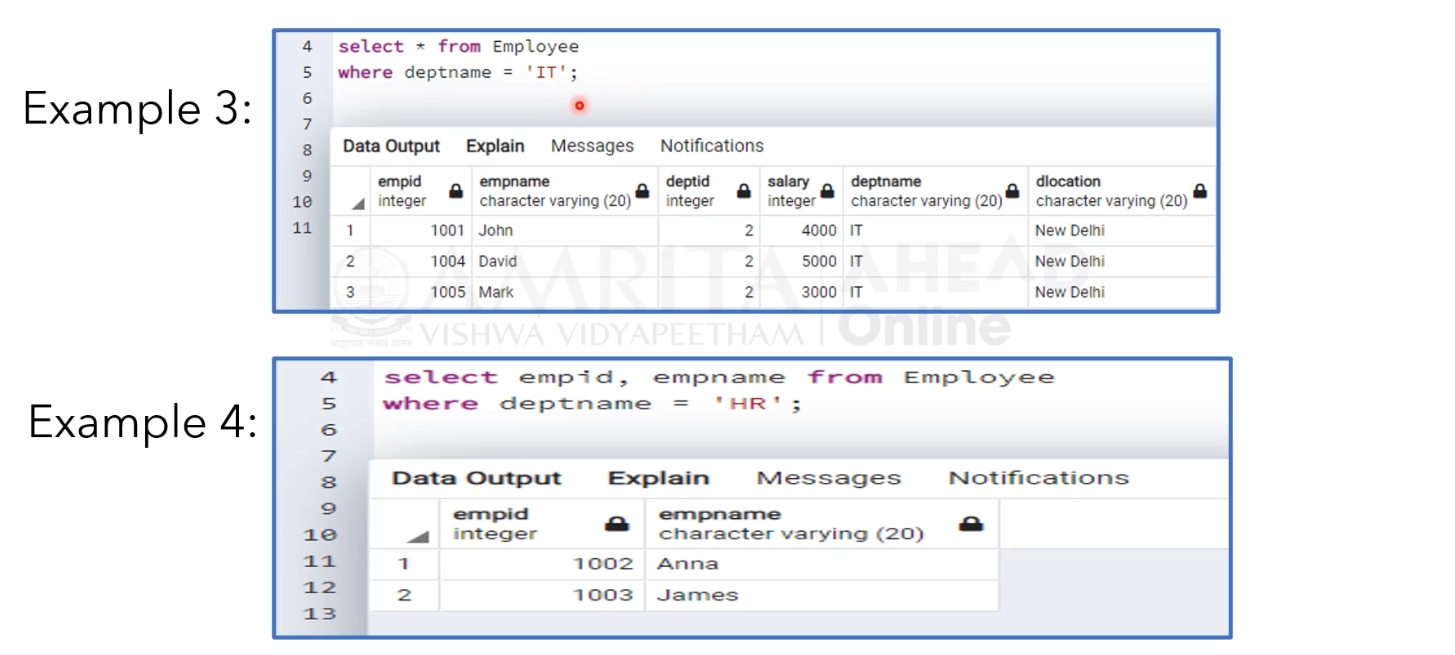 Example 3:
4 select * from Employee
5 where deptname = 'IT';
6
7
8
9
10
11
Data Output Explain Messages Notifications
empid integer empname character varying (20) deptid integer salary integer deptname character varying (20) dlocation character varying (20)
1 1001 John 2 4000 IT New Delhi
2 1004 David 2 5000 IT New Delhi
3 1005 Mark 2 3000 IT New Delhi
AMRITA AHEAD
VISHWA VIDYAPEETHAM Online
Example 4:
4 select empid, empname from Employee
5 where deptname = 'HR';
6
7
8
9
10
11
12
13
Data Output Explain Messages Notifications
empid integer empname character varying (20)
1 1002 Anna
2 1003 James